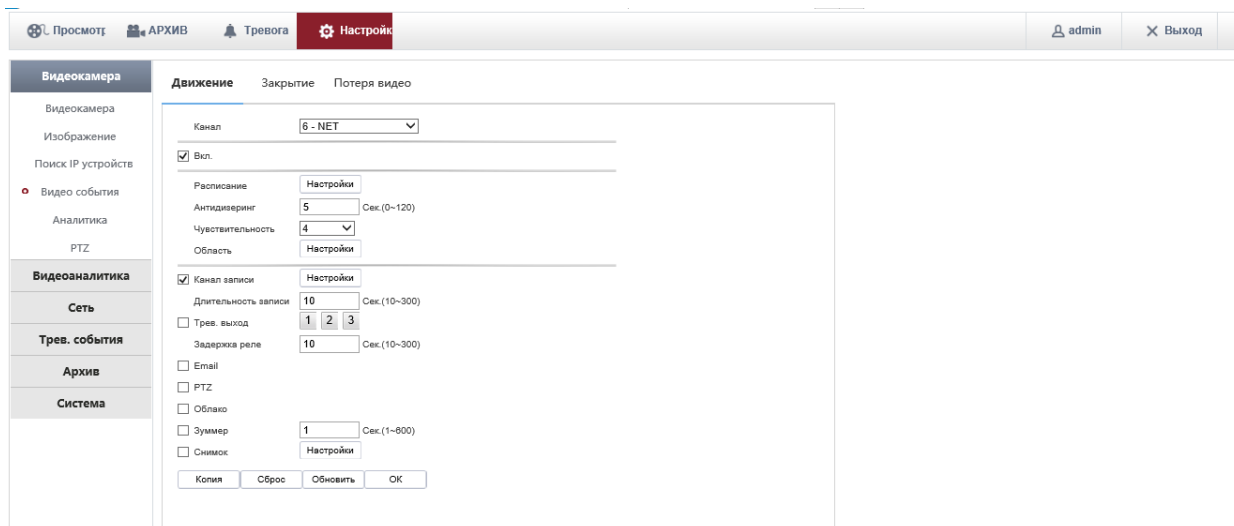 Просмотр АРХИВ Тревога Настройк admin Выход
Видеокамера
Видеокамера
Изображение
Поиск IP устройств
Видео события
Аналитика
PTZ
Видеоаналитика
Сеть
Трев. события
Архив
Система
Движение Закрытие Потеря видео
Канал 6 - NET
Вкл.
Расписание Настройки
Антидизеринг 5 Сек.(0~120)
Чувствительность 4
Область Настройки
Канал записи Настройки
Длительность записи 10 Сек.(10~300)
Трев. выход 1 2 3
Задержка реле 10 Сек.(10~300)
Email
PTZ
Облако
Зуммер 1 Сек.(1~600)
Снимок Настройки
Копия Сброс Обновить OK